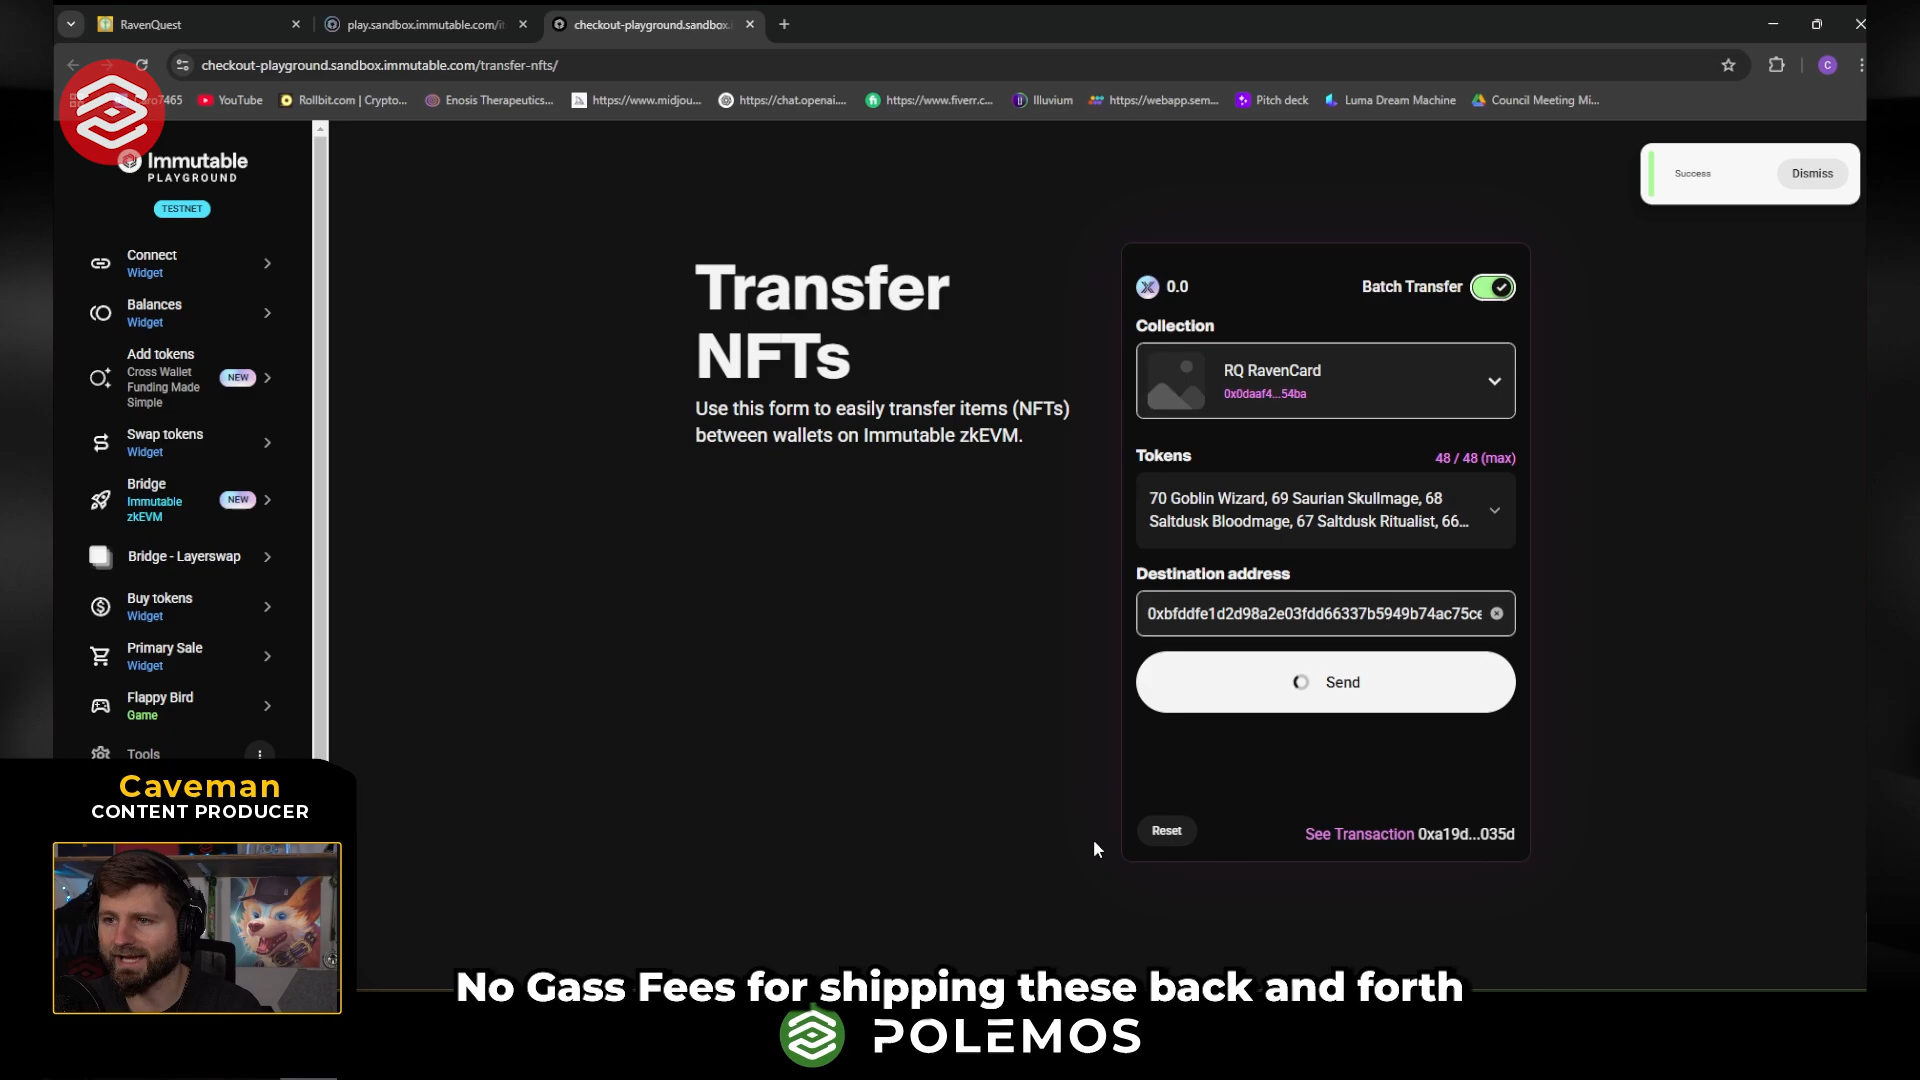 RavenQuest
play.sandbox.immutable.com/it
checkout-playground.sandbox.i
checkout-playground.sandbox.immutable.com/transfer-nfts/
C
YouTube
Rollbit.com | Crypto...
Enosis Therapeutics...
https://www.midjou...
https://chat.openai....
https://www.fiverr.c...
Illuvium
https://webapp.sem...
Pitch deck
Luma Dream Machine
Council Meeting Mi...
Immutable
PLAYGROUND
TESTNET
Connect
Widget
Balances
Widget
Add tokens
Cross Wallet
Funding Made
Simple
NEW
Swap tokens
Widget
Bridge
Immutable
zkEVM
NEW
Bridge - Layerswap
Buy tokens
Widget
Primary Sale
Widget
Flappy Bird
Game
Tools
Transfer
NFTs
Use this form to easily transfer items (NFTs)
between wallets on Immutable zkEVM.
Success
Dismiss
0.0
Batch Transfer
Collection
RQ RavenCard
0x0daaf4...54ba
Tokens
48 / 48 (max)
70 Goblin Wizard, 69 Saurian Skullmage, 68
Saltdusk Bloodmage, 67 Saltdusk Ritualist, 66...
Destination address
0xbfddfe1d2d98a2e03fdd66337b5949b74ac75ce
Send
Reset
See Transaction 0xa19d...035d
Caveman
CONTENT PRODUCER
No Gass Fees for shipping these back and forth
POLEMOS